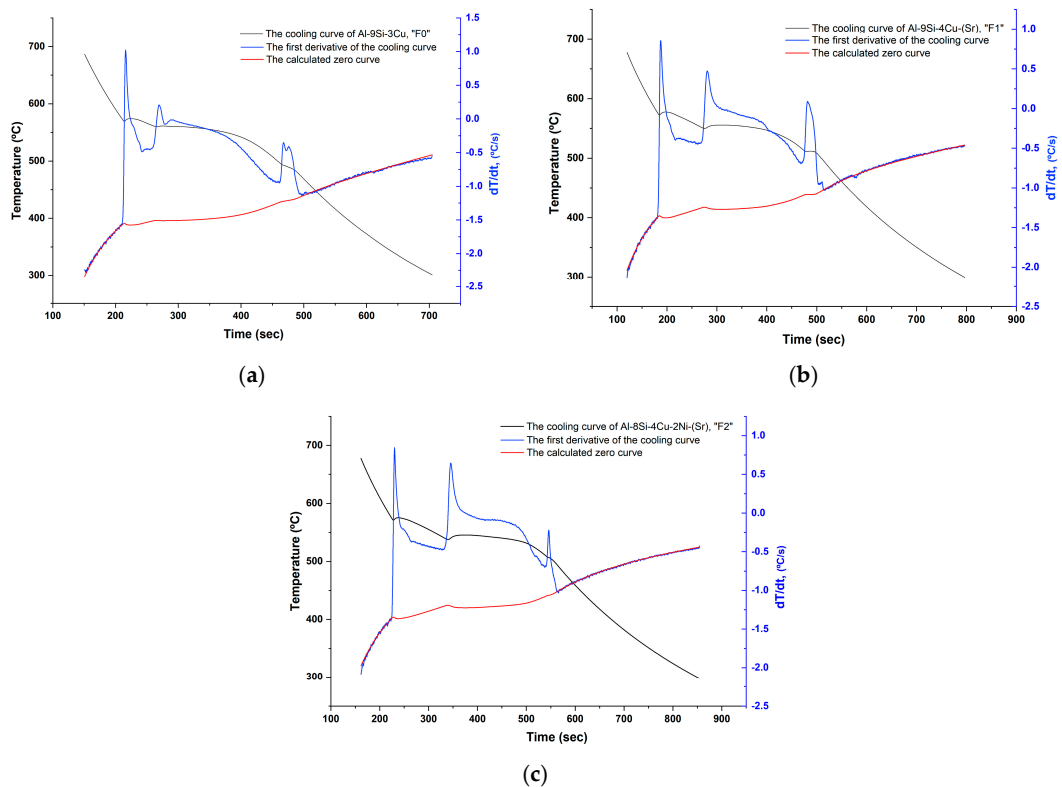 The cooling curve of Al-9Si-3Cu, "F0"
The first derivative of the cooling curve
The calculated zero curve
Temperature (ºC)
700
600
500
400
300
dT/dt, (ºC/s)
1.5
1.0
0.5
0.0
-0.5
-1.0
-1.5
-2.0
-2.5
100 200 300 400 500 600 700
Time (sec)
(a)
The cooling curve of Al-9Si-4Cu-(Sr), "F1"
The first derivative of the cooling curve
The calculated zero curve
Temperature (ºC)
700
600
500
400
300
dT/dt, (ºC/s)
1.0
0.5
0.0
-0.5
-1.0
-1.5
-2.0
-2.5
100 200 300 400 500 600 700 800 900
Time (sec)
(b)
The cooling curve of Al-8Si-4Cu-2Ni-(Sr), "F2"
The first derivative of the cooling curve
The calculated zero curve
Temperature (ºC)
700
600
500
400
300
dT/dt, (ºC/s)
1.0
0.5
0.0
-0.5
-1.0
-1.5
-2.0
-2.5
100 200 300 400 500 600 700 800 900
Time (sec)
(c)